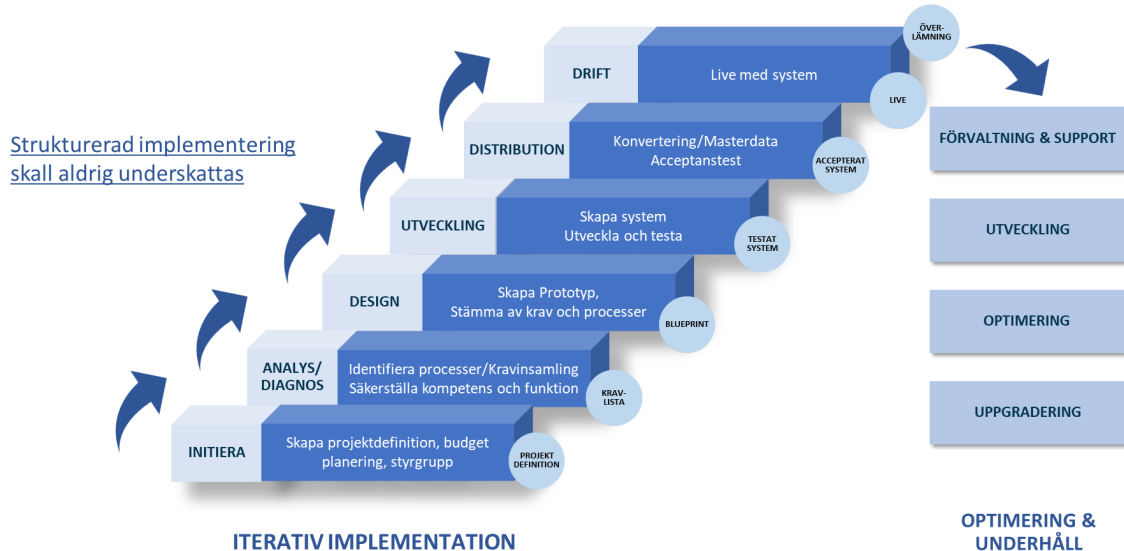 ÖVER-
LÄMNING
DRIFT
Live med system
LIVE
Strukturerad implementering
skall aldrig underskattas
DISTRIBUTION
Konvertering/Masterdata
Acceptanstest
ACCEPTERAT
SYSTEM
UTVECKLING
Skapa system
Utveckla och testa
TESTAT
SYSTEM
DESIGN
Skapa Prototyp,
Stämma av krav och processer
BLUEPRINT
ANALYS/
DIAGNOS
Identifiera processer/Kravinsamling
Säkerställa kompetens och funktion
KRAV-
LISTA
INITIERA
Skapa projektdefinition, budget
planering, styrgrupp
PROJEKT
DEFINITION
ITERATIV IMPLEMENTATION
FÖRVALTNING & SUPPORT
UTVECKLING
OPTIMERING
UPPGRADERING
OPTIMERING &
UNDERHÅLL